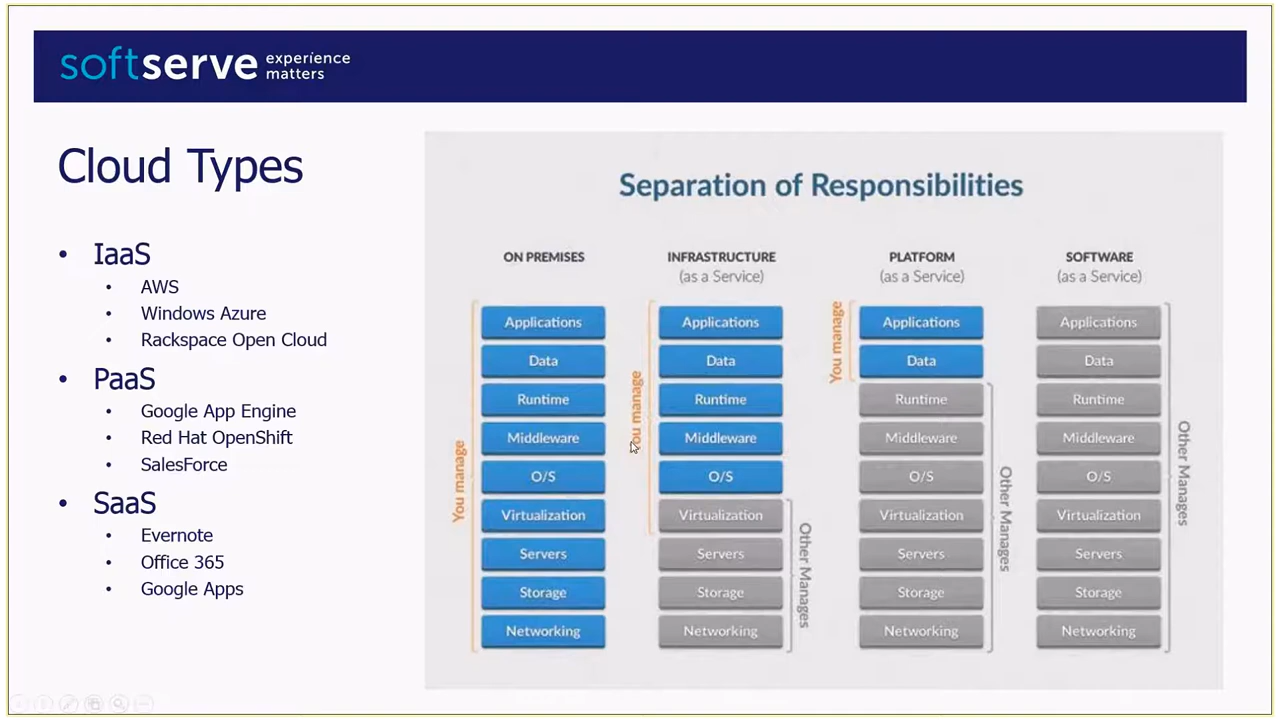 softserve experience
matters
Cloud Types
• IaaS
• AWS
• Windows Azure
• Rackspace Open Cloud
• PaaS
• Google App Engine
• Red Hat OpenShift
• SalesForce
• SaaS
• Evernote
• Office 365
• Google Apps
Separation of Responsibilities
ON PREMISES
You manage
Applications
Data
Runtime
Middleware
O/S
Virtualization
Servers
Storage
Networking
INFRASTRUCTURE
(as a Service)
You manage
Applications
Data
Runtime
Middleware
O/S
Virtualization
Servers
Storage
Networking
Other Manages
PLATFORM
(as a Service)
You manage
Applications
Data
Runtime
Middleware
O/S
Virtualization
Servers
Storage
Networking
Other Manages
SOFTWARE
(as a Service)
Applications
Data
Runtime
Middleware
O/S
Virtualization
Servers
Storage
Networking
Other Manages